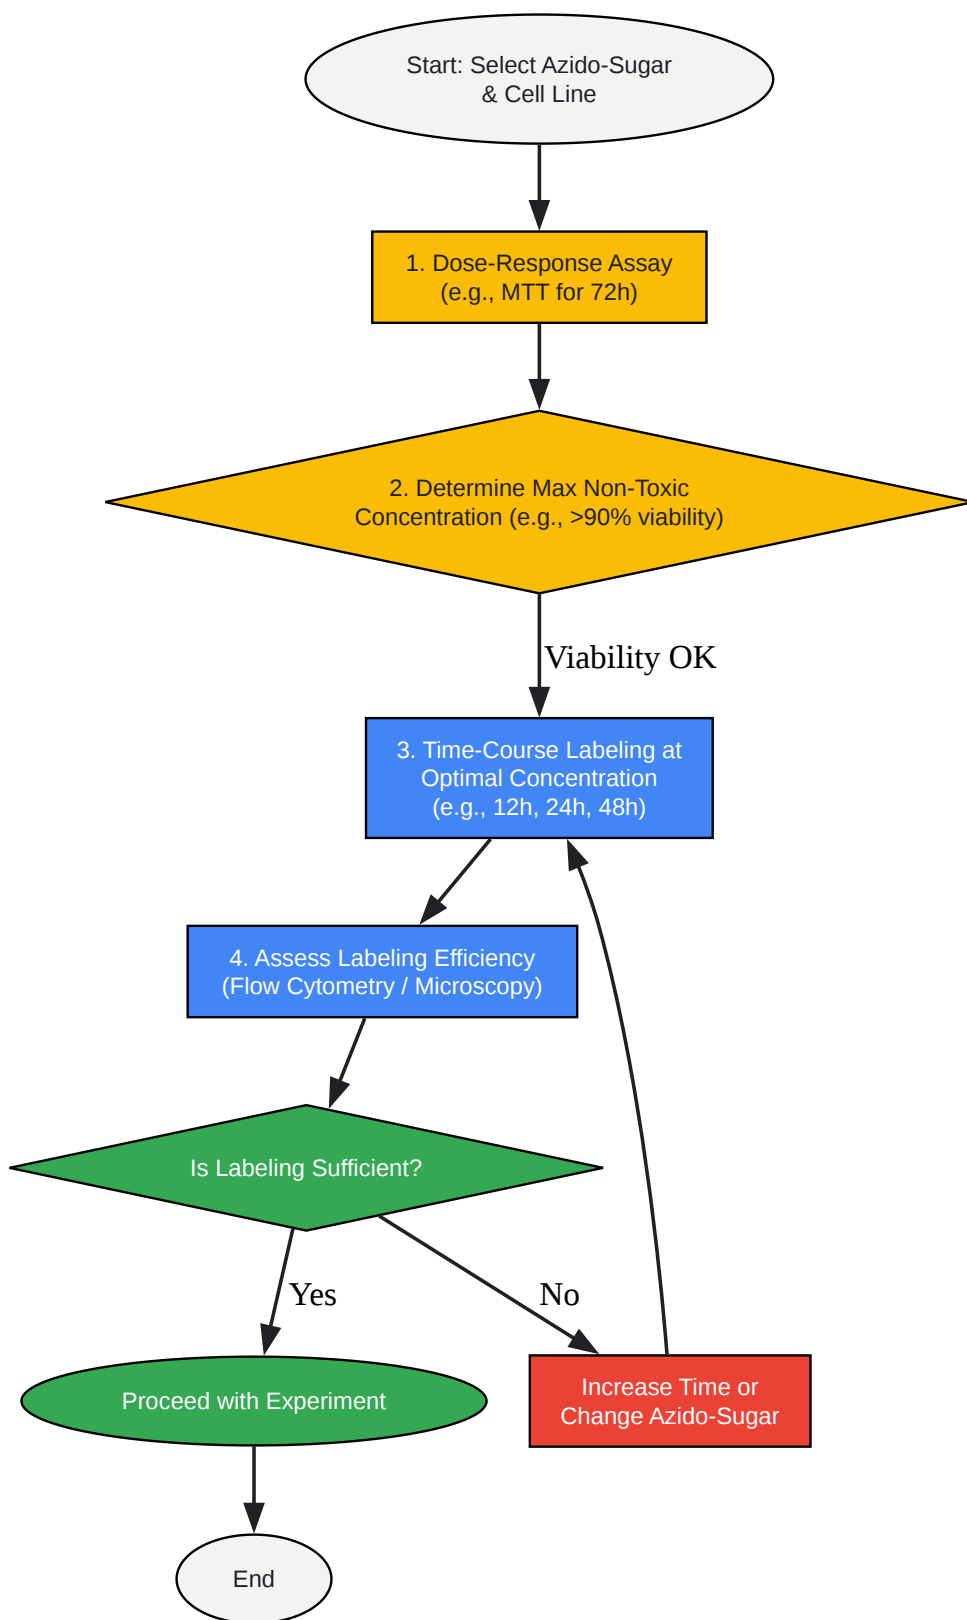 Start: Select Azido-Sugar
& Cell Line
1. Dose-Response Assay
(e.g., MTT for 72h)
2. Determine Max Non-Toxic
Concentration (e.g., >90% viability)
Viability OK
3. Time-Course Labeling at
Optimal Concentration
(e.g., 12h, 24h, 48h)
4. Assess Labeling Efficiency
(Flow Cytometry / Microscopy)
Is Labeling Sufficient?
Yes
No
Proceed with Experiment
Increase Time or
Change Azido-Sugar
End